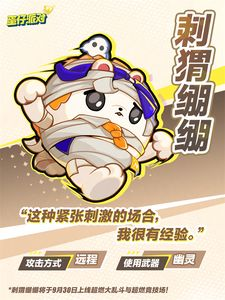 蛋仔派对
刺猬绷绷
“这种紧张刺激的场合，
我很有经验。”
攻击方式 远程 使用武器 幽灵
*刺猬绷绷将于9月30日上线超燃大乱斗与超燃竞技场!